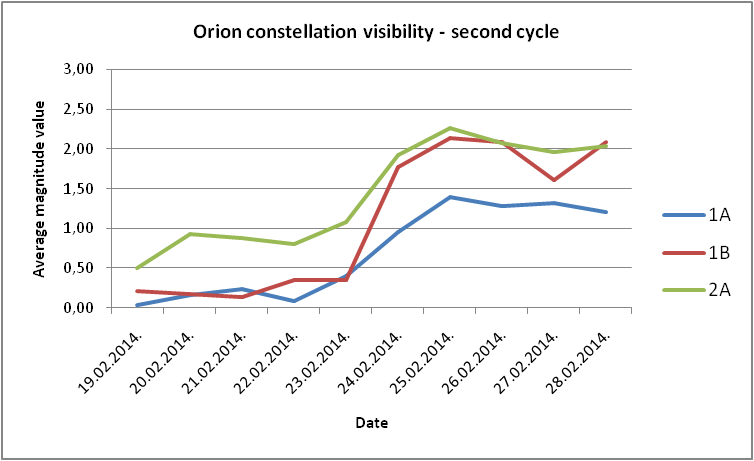 Orion constellation visibility - second cycle
Average magnitude value
3,00
2,50
2,00
1,50
1,00
0,50
0,00
19.02.2014.
20.02.2014.
21.02.2014.
22.02.2014.
23.02.2014.
24.02.2014.
25.02.2014.
26.02.2014.
27.02.2014.
28.02.2014.
Date
1A
1B
2A